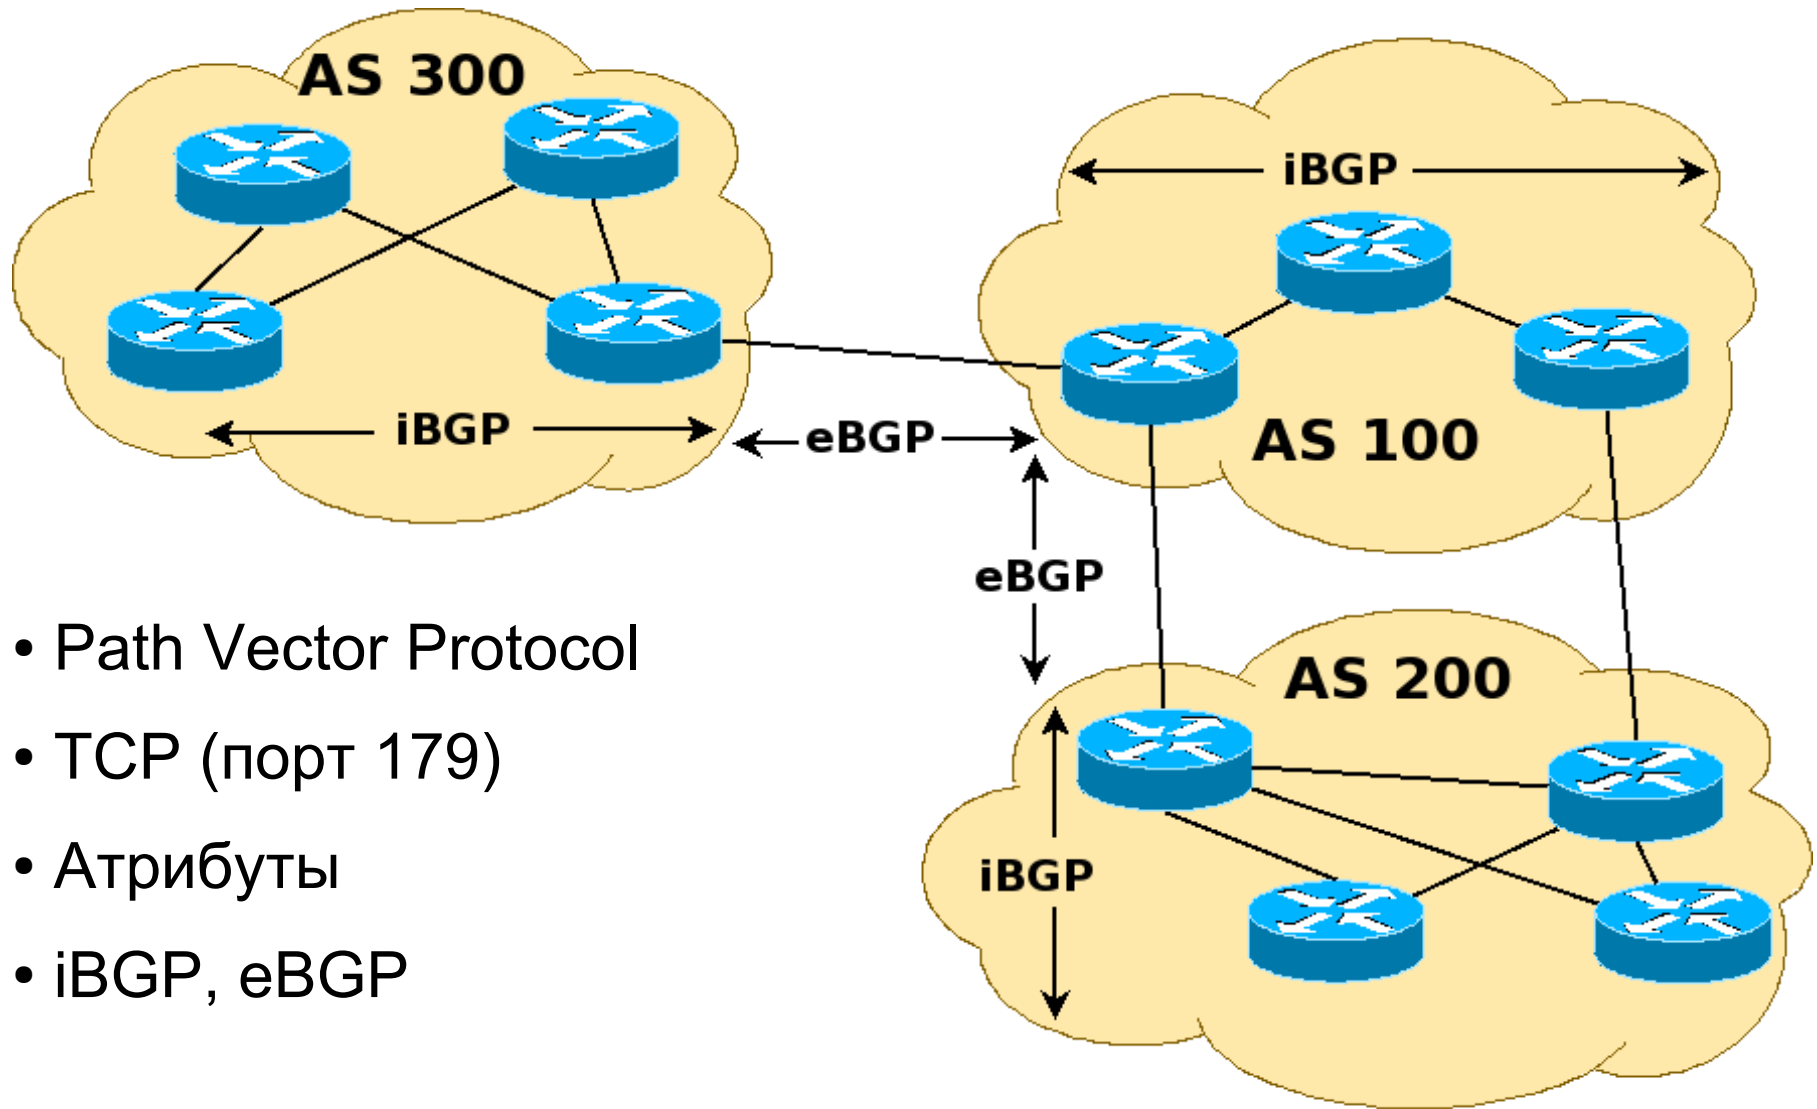 AS 300
iBGP
iBGP
eBGP
AS 100
eBGP
AS 200
iBGP
• Path Vector Protocol
• TCP (порт 179)
• Атрибуты
• iBGP, eBGP